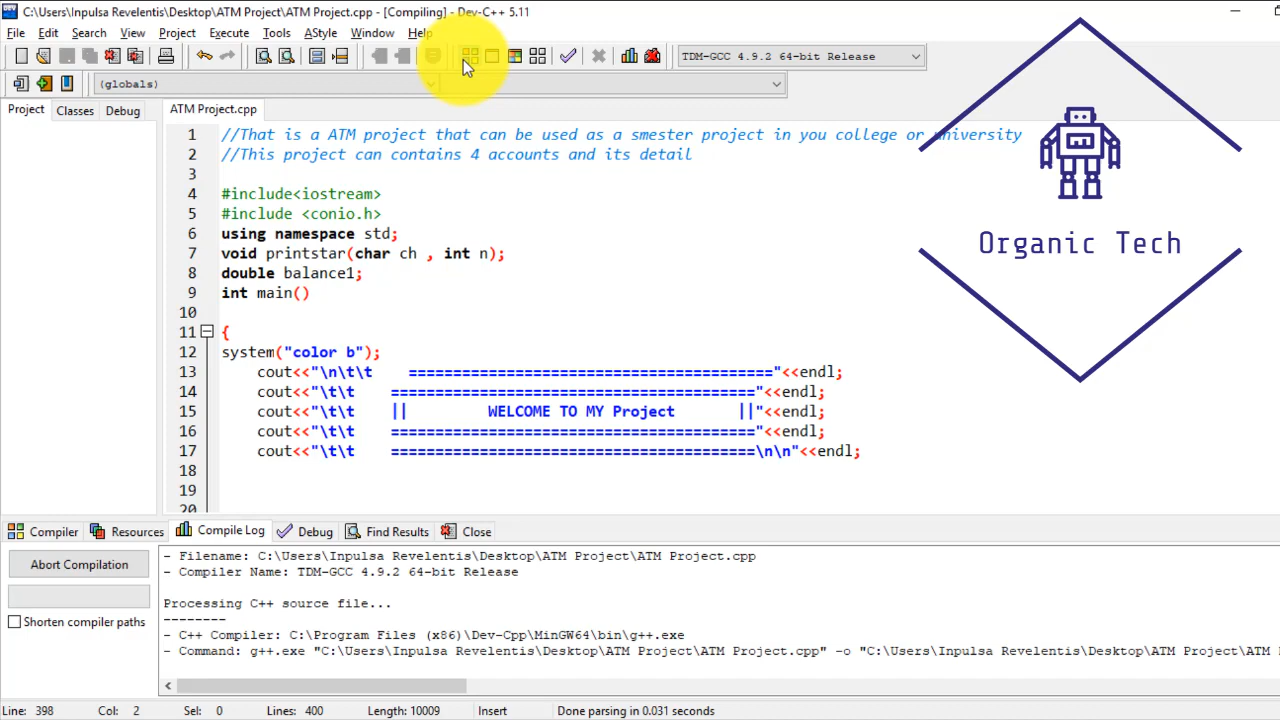 C:\Users\Inpulsa Revelentis\Desktop\ATM Project\ATM Project.cpp - [Compiling] - Dev-C++ 5.11
File Edit Search View Project Execute Tools AStyle Window Help
TDM-GCC 4.9.2 64-bit Release
(globals)
Project Classes Debug
ATM Project.cpp
1 //That is a ATM project that can be used as a smester project in you college or university
2 //This project can contains 4 accounts and its detail
3
4 #include<iostream>
5 #include <conio.h>
6 using namespace std;
7 void printstar(char ch , int n);
8 double balance1;
9 int main()
10
11 {
12 system("color b");
13 cout<<"\n\t\t    ========================================="<<endl;
14 cout<<"\t\t    ========================================="<<endl;
15 cout<<"\t\t    ||         WELCOME TO MY Project       ||"<<endl;
16 cout<<"\t\t    ========================================="<<endl;
17 cout<<"\t\t    =========================================\n\n"<<endl;
18
19
20
Organic Tech
Compiler Resources Compile Log Debug Find Results Close
Abort Compilation
Shorten compiler paths
- Filename: C:\Users\Inpulsa Revelentis\Desktop\ATM Project\ATM Project.cpp
- Compiler Name: TDM-GCC 4.9.2 64-bit Release
Processing C++ source file...
--------
- C++ Compiler: C:\Program Files (x86)\Dev-Cpp\MinGW64\bin\g++.exe
- Command: g++.exe "C:\Users\Inpulsa Revelentis\Desktop\ATM Project\ATM Project.cpp" -o "C:\Users\Inpulsa Revelentis\Desktop\ATM Project\ATM
Line: 398 Col: 2 Sel: 0 Lines: 400 Length: 10009 Insert Done parsing in 0.031 seconds